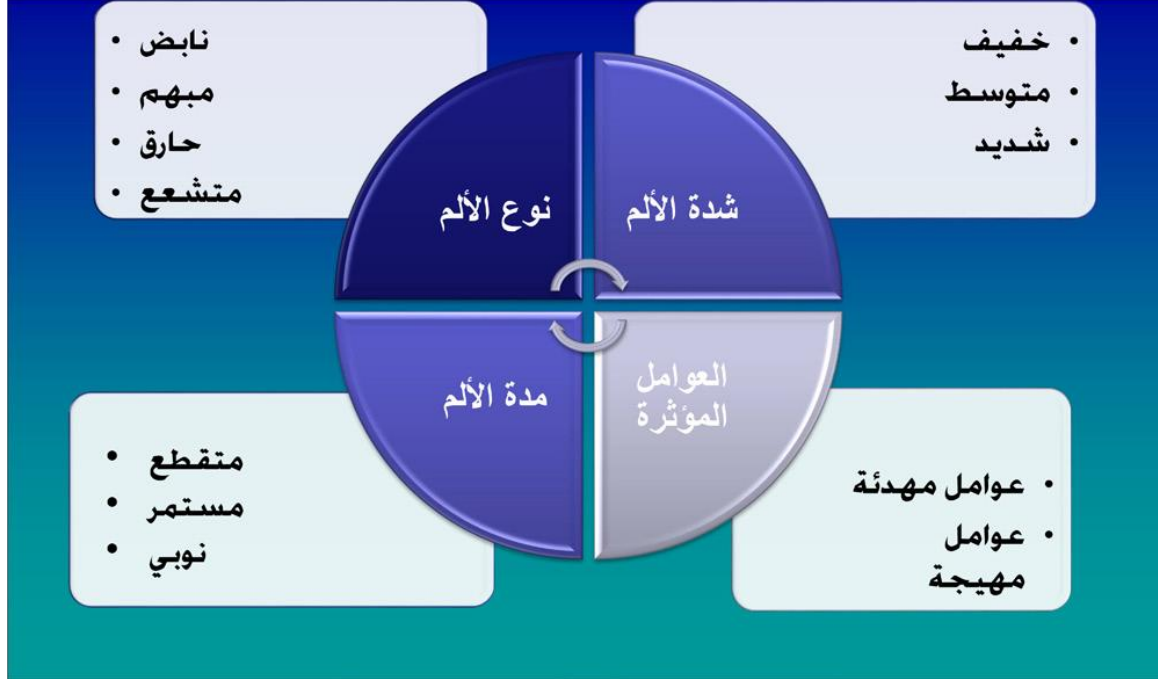 خفيف
متوسط
شديد
شدة الألم
نابض
مبهم
حارق
متشعع
نوع الألم
العوامل
المؤثرة
عوامل مهدئة
عوامل
مهيجة
مدة الألم
متقطع
مستمر
نوبي